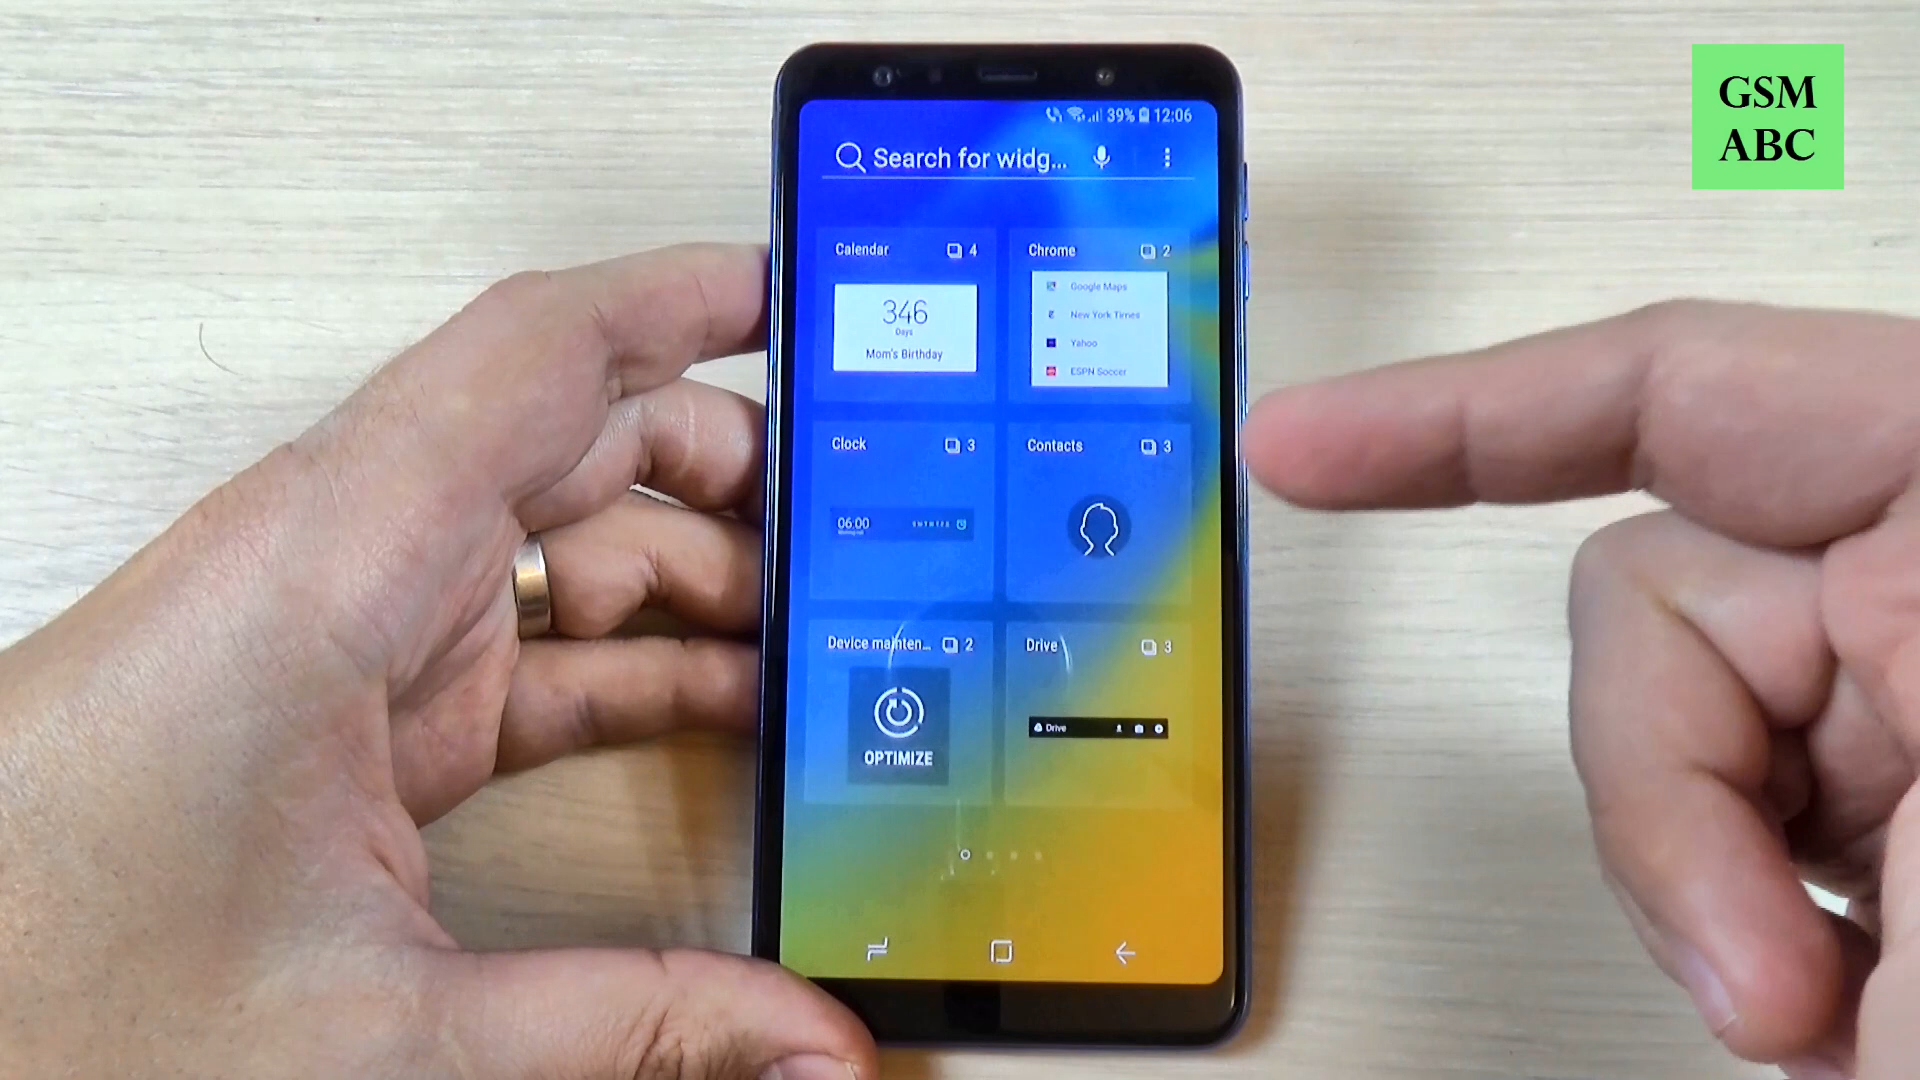 GSM
ABC
39% 12:06
Search for widg...
Calendar 4
Chrome 2
346
Days
Mom's Birthday
Google Maps
New York Times
Yahoo
ESPN Soccer
Clock 3
Contacts 3
06:00
Device mainten... 2
Drive 3
OPTIMIZE
Drive